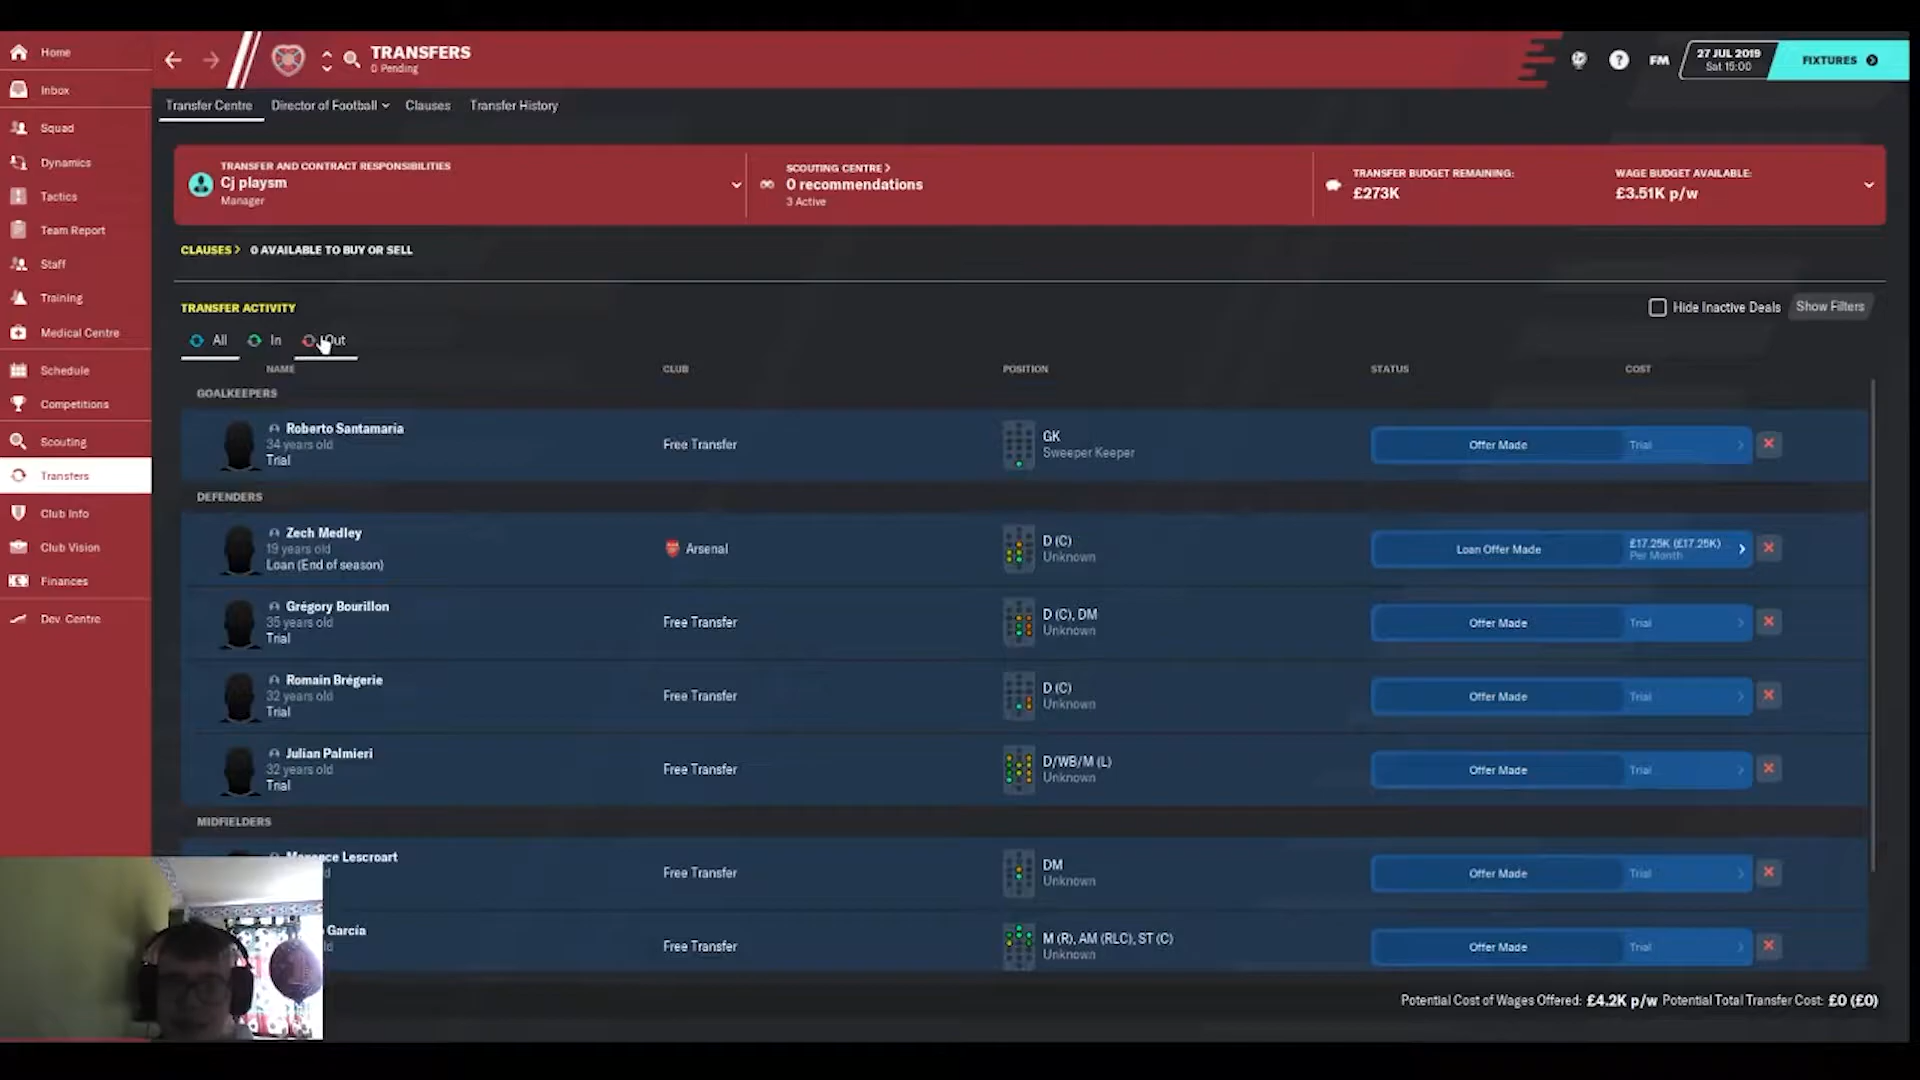 Home
Inbox
Squad
Dynamics
Tactics
Team Report
Staff
Training
Medical Centre
Schedule
Competitions
Scouting
Transfers
Club Info
Club Vision
Finances
Dev. Centre
TRANSFERS
0 Pending
FM
27 JUL 2019
Sat 15:00
FIXTURES
Transfer Centre Director of Football Clauses Transfer History
TRANSFER AND CONTRACT RESPONSIBILITIES
Cj playsm
Manager
SCOUTING CENTRE >
0 recommendations
3 Active
TRANSFER BUDGET REMAINING:
£273K
WAGE BUDGET AVAILABLE:
£3.51K p/w
CLAUSES > 0 AVAILABLE TO BUY OR SELL
TRANSFER ACTIVITY
Hide Inactive Deals Show Filters
All In Out
NAME CLUB POSITION STATUS COST
GOALKEEPERS
Roberto Santamaria
34 years old
Trial
Free Transfer
GK
Sweeper Keeper
Offer Made Trial
DEFENDERS
Zech Medley
19 years old
Loan (End of season)
Arsenal
D (C)
Unknown
Loan Offer Made
£17.25K (£17.25K)
Per Month
Grégory Bourillon
35 years old
Trial
Free Transfer
D (C), DM
Unknown
Offer Made Trial
Romain Brégerie
32 years old
Trial
Free Transfer
D (C)
Unknown
Offer Made Trial
Julian Palmieri
32 years old
Trial
Free Transfer
D/WB/M (L)
Unknown
Offer Made Trial
MIDFIELDERS
Lescroart
Free Transfer
DM
Unknown
Offer Made Trial
Garcia
Free Transfer
M (R), AM (RLC), ST (C)
Unknown
Offer Made Trial
Potential Cost of Wages Offered: £4.2K p/w Potential Total Transfer Cost: £0 (£0)